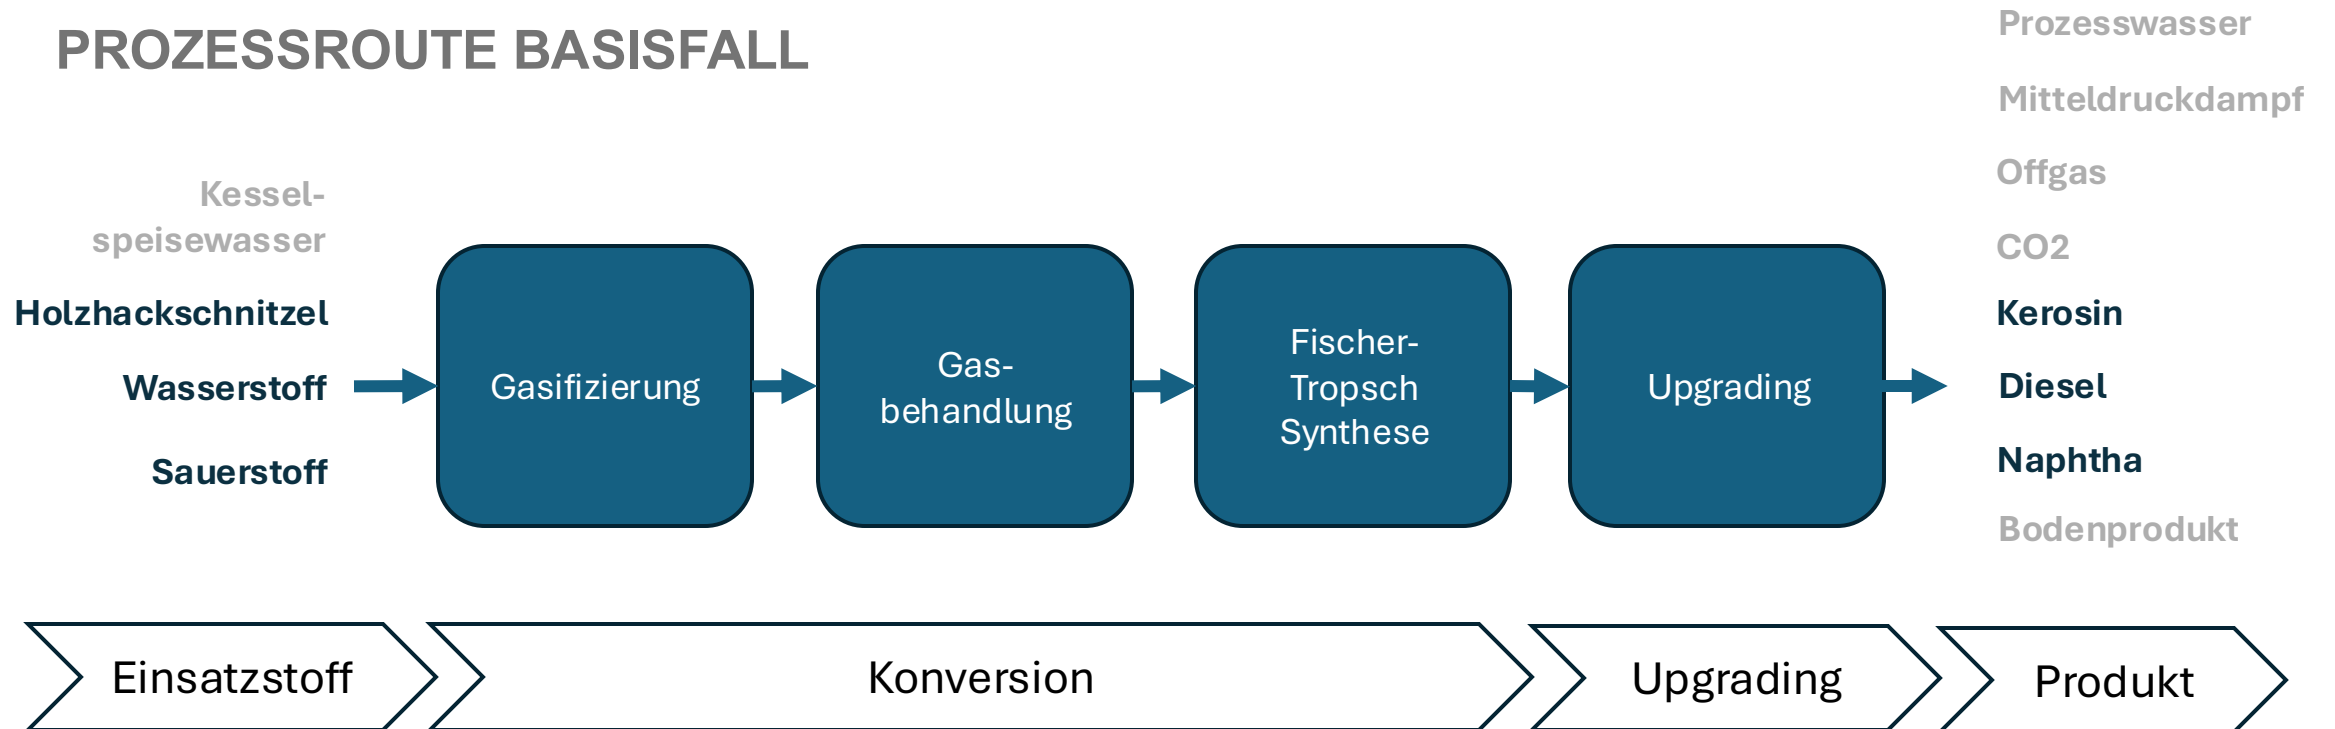 PROZESSROUTE BASISFALL
Kessel-
speisewasser
Holzhackschnitzel
Wasserstoff
Sauerstoff
Gasifizierung
Gas-
behandlung
Fischer-
Tropsch
Synthese
Upgrading
Prozesswasser
Mitteldruckdampf
Offgas
CO2
Kerosin
Diesel
Naphtha
Bodenprodukt
Einsatzstoff
Konversion
Upgrading
Produkt